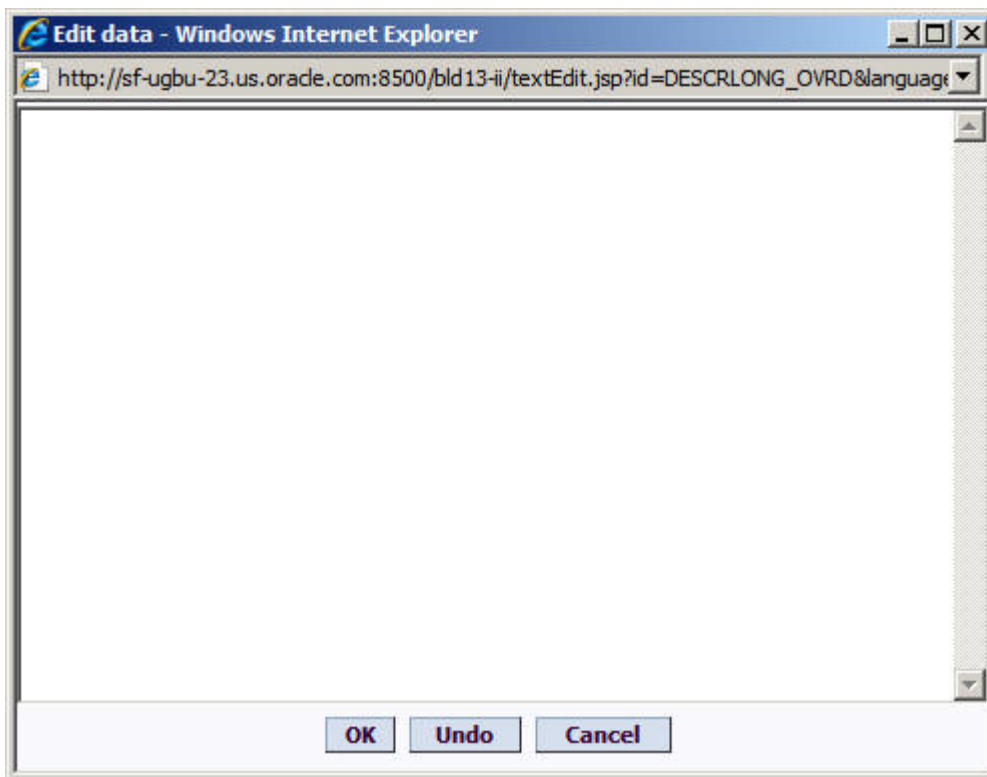 Edit data - Windows Internet Explorer
http://sf-ugbu-23.us.oracle.com:8500/bld13-ii/textEdit.jsp?id=DESCRLONG_OVRD&language
OK Undo Cancel